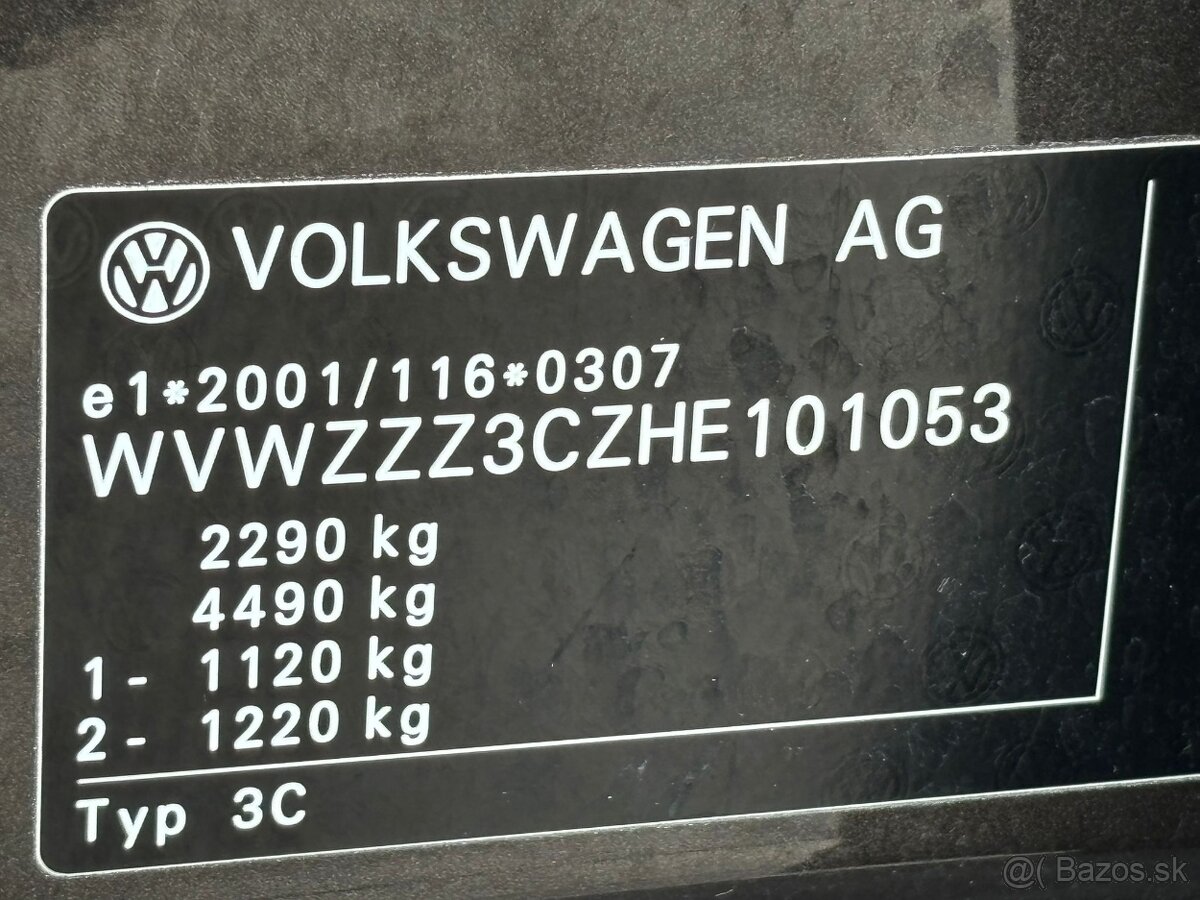 VOLKSWAGEN AG
e1*2001/116*0307
WVWZZZ3CZHE101053
2290 kg
4490 kg
1- 1120 kg
2- 1220 kg
Typ 3C
@( Bazos.sk